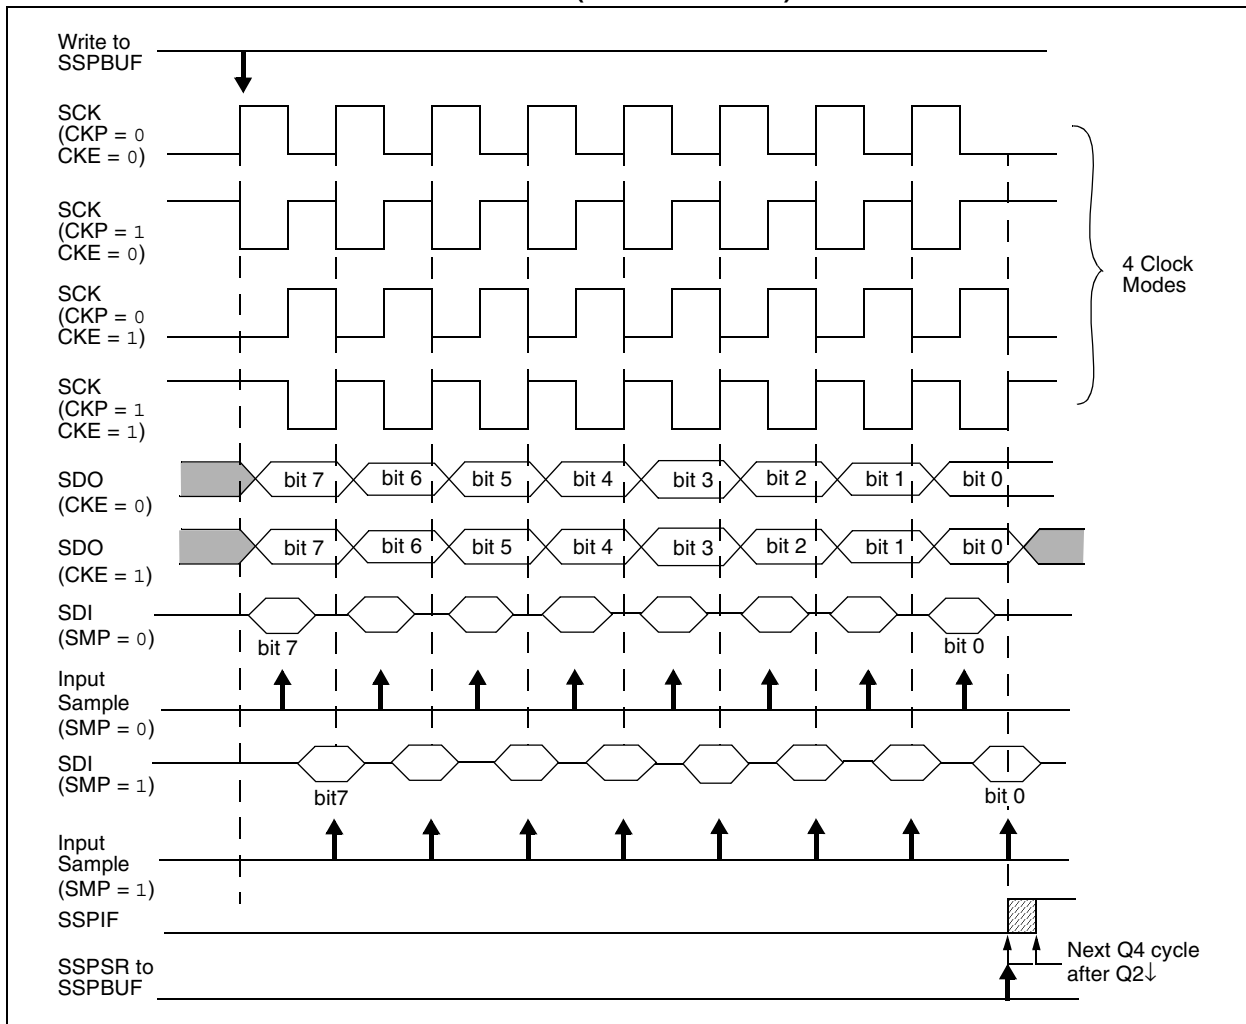 Write to
SSPBUF
SCK
(CKP = 0
CKE = 0)
SCK
(CKP = 1
CKE = 0)
4 Clock
Modes
SCK
(CKP = 0
CKE = 1)
SCK
(CKP = 1
CKE = 1)
SDO
(CKE = 0)
bit 7 bit 6 bit 5 bit 4 bit 3 bit 2 bit 1 bit 0
SDO
(CKE = 1)
bit 7 bit 6 bit 5 bit 4 bit 3 bit 2 bit 1 bit 0
SDI
(SMP = 0)
bit 7 bit 0
Input
Sample
(SMP = 0)
SDI
(SMP = 1)
bit7 bit 0
Input
Sample
(SMP = 1)
SSPIF
Next Q4 cycle
after Q2↓
SSPSR to
SSPBUF